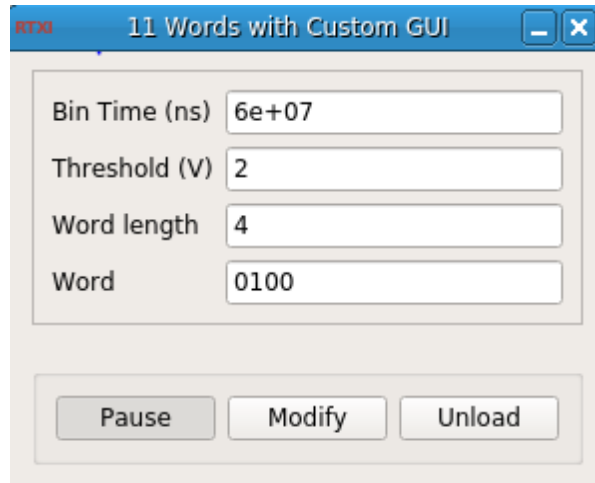 RTXI 11 Words with Custom GUI
Bin Time (ns) 6e+07
Threshold (V) 2
Word length 4
Word 0100
Pause Modify Unload